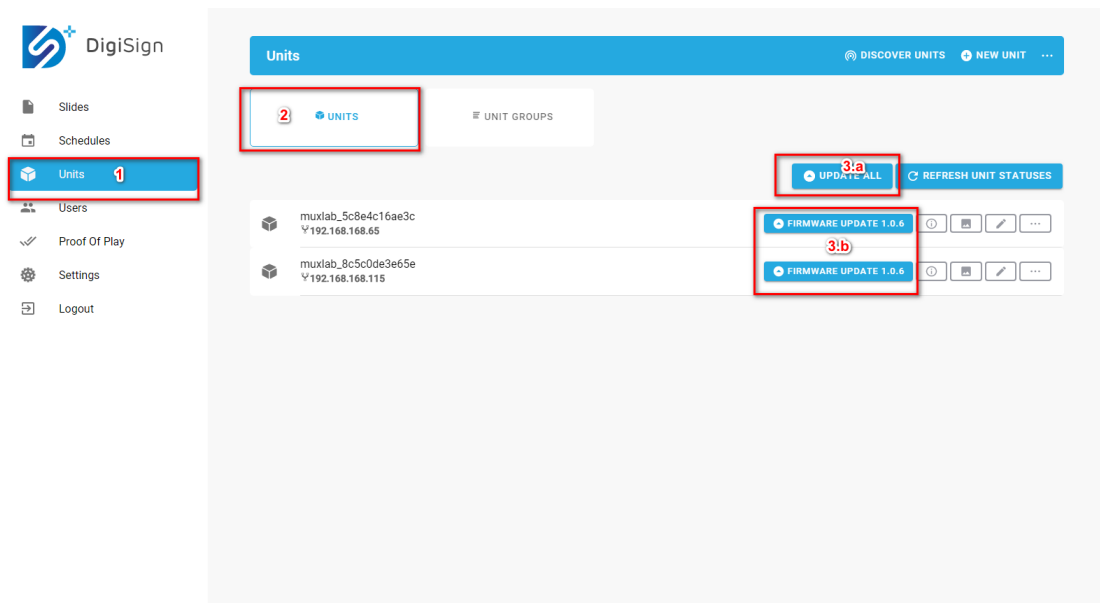 DigiSign
Slides
Schedules
Units 1
Users
Proof Of Play
Settings
Logout
Units DISCOVER UNITS NEW UNIT ...
2 UNITS UNIT GROUPS
3.a
UPDATE ALL REFRESH UNIT STATUSES
muxlab_5c8e4c16ae3c
192.168.168.65
FIRMWARE UPDATE 1.0.6 ...
3.b
muxlab_8c5c0de3e65e
192.168.168.115
FIRMWARE UPDATE 1.0.6 ...